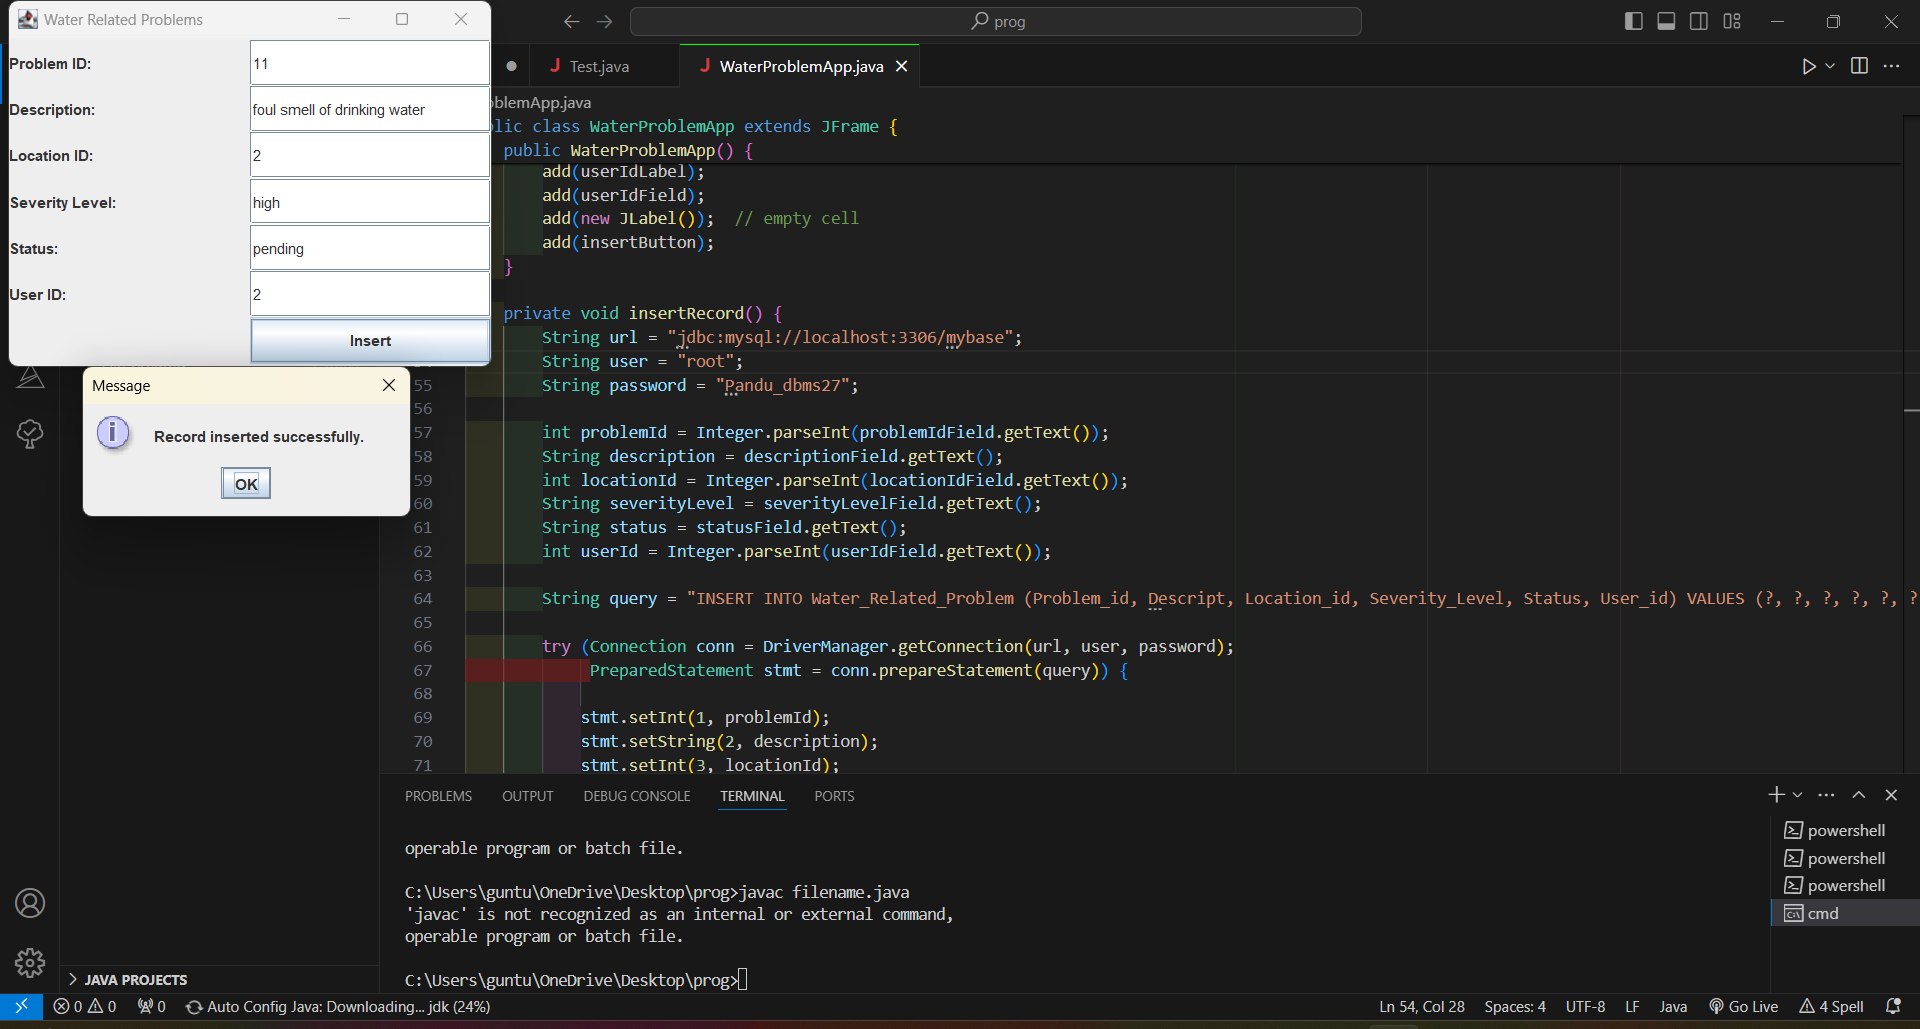 Water Related Problems
Problem ID:
11
Description:
foul smell of drinking water
Location ID:
2
Severity Level:
high
Status:
pending
User ID:
2
Insert
Message
Record inserted successfully.
OK
prog
Test.java
WaterProblemApp.java
blemApp.java
lic class WaterProblemApp extends JFrame {
public WaterProblemApp() {
add(userIdLabel);
add(userIdField);
add(new JLabel()); // empty cell
add(insertButton);
}
private void insertRecord() {
String url = "jdbc:mysql://localhost:3306/mybase";
String user = "root";
55 String password = "Pandu_dbms27";
56
57 int problemId = Integer.parseInt(problemIdField.getText());
58 String description = descriptionField.getText();
59 int locationId = Integer.parseInt(locationIdField.getText());
60 String severityLevel = severityLevelField.getText();
61 String status = statusField.getText();
62 int userId = Integer.parseInt(userIdField.getText());
63
64 String query = "INSERT INTO Water_Related_Problem (Problem_id, Descript, Location_id, Severity_Level, Status, User_id) VALUES (?, ?, ?, ?, ?, ?
65
66 try (Connection conn = DriverManager.getConnection(url, user, password);
67 PreparedStatement stmt = conn.prepareStatement(query)) {
68
69 stmt.setInt(1, problemId);
70 stmt.setString(2, description);
71 stmt.setInt(3, locationId);
PROBLEMS OUTPUT DEBUG CONSOLE TERMINAL PORTS
operable program or batch file.
C:\Users\guntu\OneDrive\Desktop\prog>javac filename.java
'javac' is not recognized as an internal or external command,
operable program or batch file.
C:\Users\guntu\OneDrive\Desktop\prog>
powershell
powershell
powershell
cmd
JAVA PROJECTS
0 0 0 Auto Config Java: Downloading... jdk (24%)
Ln 54, Col 28 Spaces: 4 UTF-8 LF Java Go Live 4 Spell